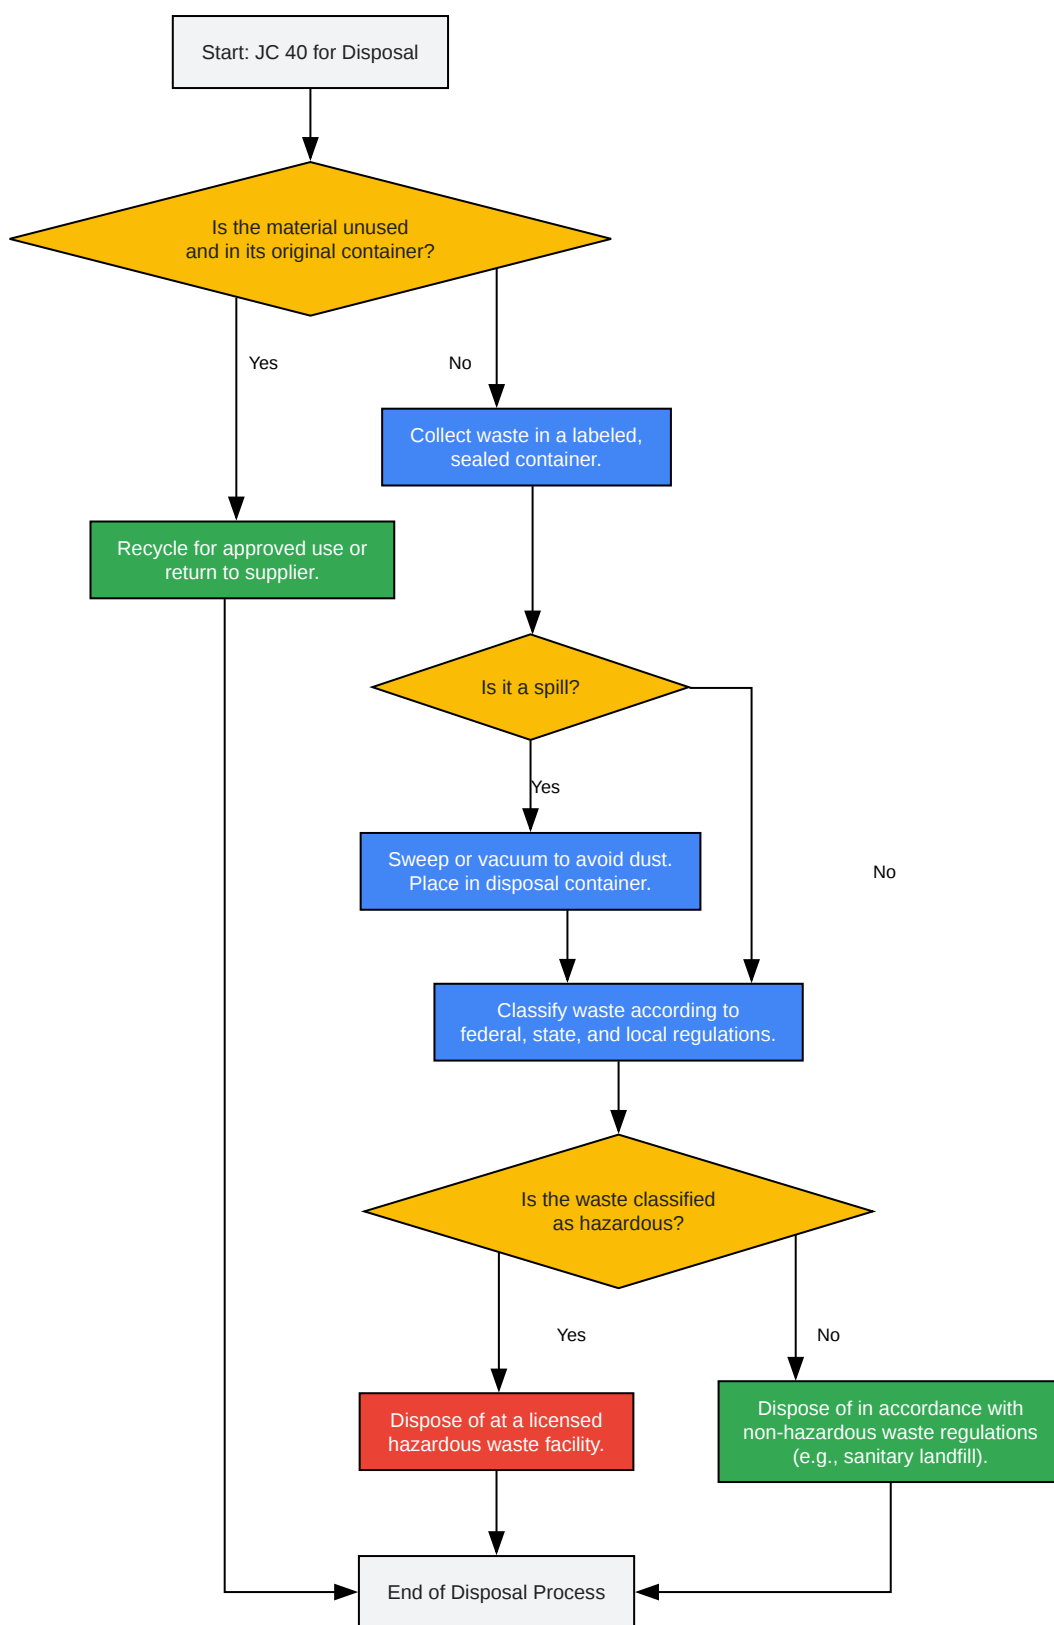 Start: JC 40 for Disposal
Is the material unused
and in its original container?
Yes
No
Collect waste in a labeled,
sealed container.
Recycle for approved use or
return to supplier.
Is it a spill?
Yes
Sweep or vacuum to avoid dust.
Place in disposal container.
No
Classify waste according to
federal, state, and local regulations.
Is the waste classified
as hazardous?
Yes
No
Dispose of at a licensed
hazardous waste facility.
Dispose of in accordance with
non-hazardous waste regulations
(e.g., sanitary landfill).
End of Disposal Process